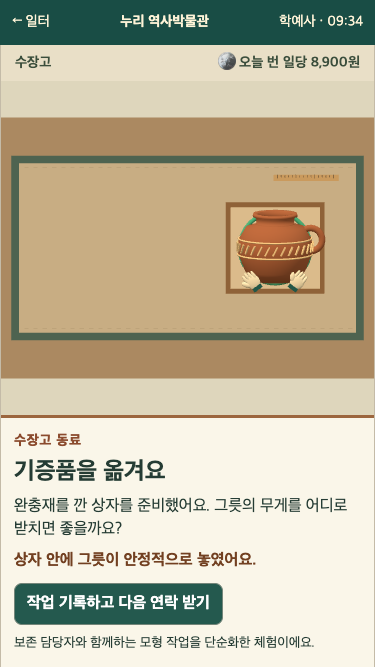 ← 일터
누리 역사박물관
학예사 · 09:34
수장고
오늘 번 일당 8,900원
수장고 동료
기증품을 옮겨요
완충재를 깐 상자를 준비했어요. 그릇의 무게를 어디로
받치면 좋을까요?
상자 안에 그릇이 안정적으로 놓였어요.
작업 기록하고 다음 연락 받기
보존 담당자와 함께하는 모형 작업을 단순화한 체험이에요.